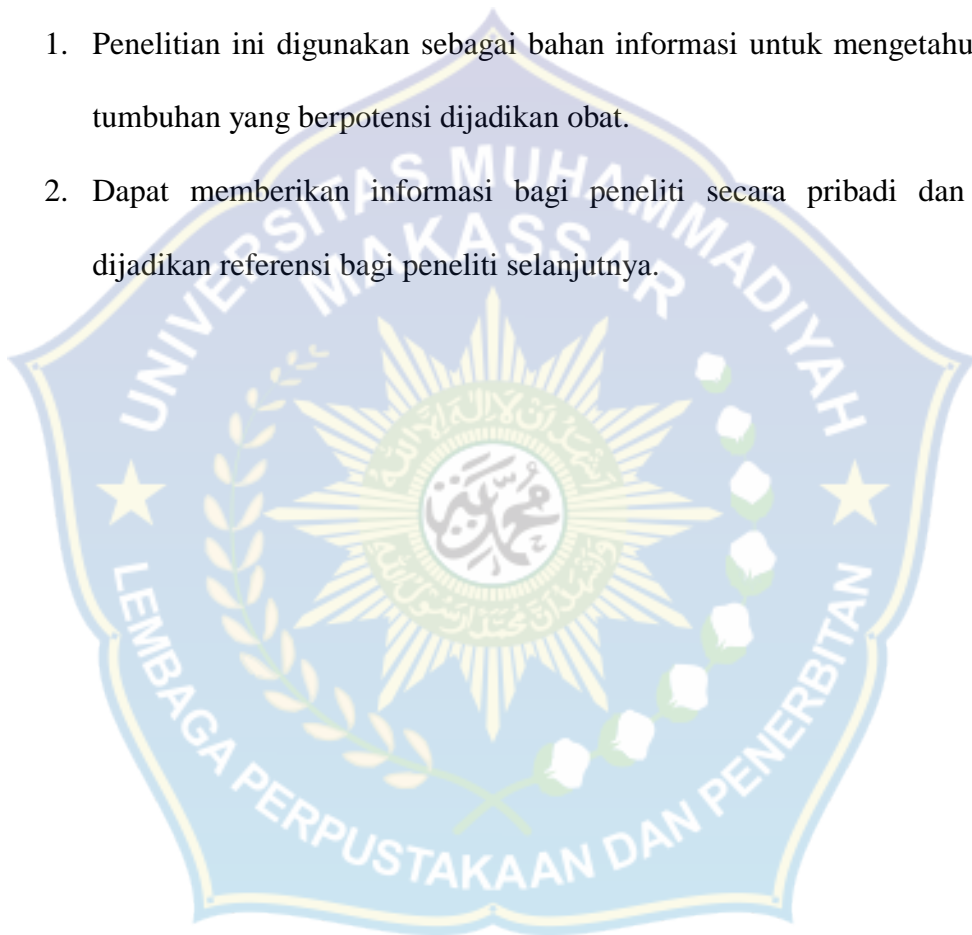 1. Penelitian ini digunakan sebagai bahan informasi untuk mengetahu
tumbuhan yang berpotensi dijadikan obat.
2. Dapat memberikan informasi bagi peneliti secara pribadi dan
dijadikan referensi bagi peneliti selanjutnya.
UNIVERSITAS MUHAMMADIYAH
MAKASSAR
محمدية
LEMBAGA PERPUSTAKAAN DAN PENERBITAN